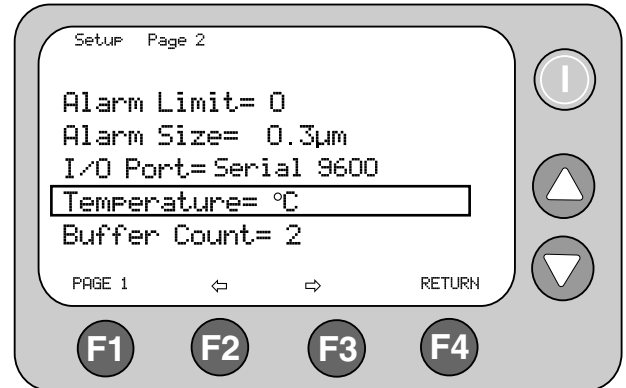 Setup Page 2
Alarm Limit= 0
Alarm Size= 0.3µm
I/O Port= Serial 9600
Temperature= °C
Buffer Count= 2
PAGE 1 ⇦ ⇨ RETURN
F1 F2 F3 F4
I